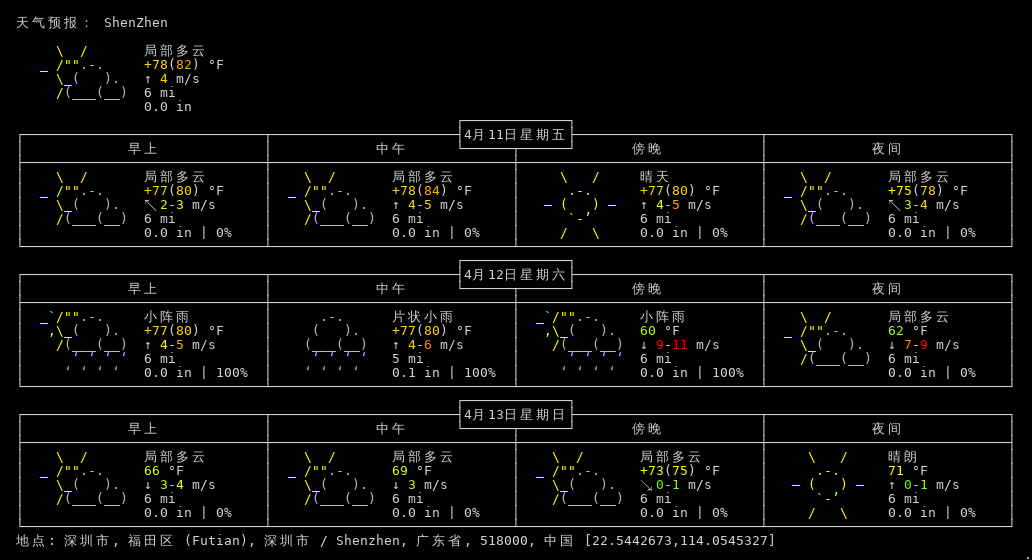 天气预报： ShenZhen
局部多云
+78(82) °F
↑ 4 m/s
6 mi
0.0 in
4月11日星期五
早上 中午 傍晚 夜间
局部多云 局部多云 晴天 局部多云
+77(80) °F +78(84) °F +77(80) °F +75(78) °F
↖ 2-3 m/s ↑ 4-5 m/s ↑ 4-5 m/s ↖ 3-4 m/s
6 mi 6 mi 6 mi 6 mi
0.0 in | 0% 0.0 in | 0% 0.0 in | 0% 0.0 in | 0%
4月12日星期六
早上 中午 傍晚 夜间
小阵雨 片状小雨 小阵雨 局部多云
+77(80) °F +77(80) °F 60 °F 62 °F
↑ 4-5 m/s ↑ 4-6 m/s ↓ 9-11 m/s ↓ 7-9 m/s
6 mi 5 mi 6 mi 6 mi
0.0 in | 100% 0.1 in | 100% 0.0 in | 100% 0.0 in | 0%
4月13日星期日
早上 中午 傍晚 夜间
局部多云 局部多云 局部多云 晴朗
66 °F 69 °F +73(75) °F 71 °F
↓ 3-4 m/s ↓ 3 m/s ↘ 0-1 m/s ↑ 0-1 m/s
6 mi 6 mi 6 mi 6 mi
0.0 in | 0% 0.0 in | 0% 0.0 in | 0% 0.0 in | 0%
地点: 深圳市, 福田区 (Futian), 深圳市 / Shenzhen, 广东省, 518000, 中国 [22.5442673,114.0545327]